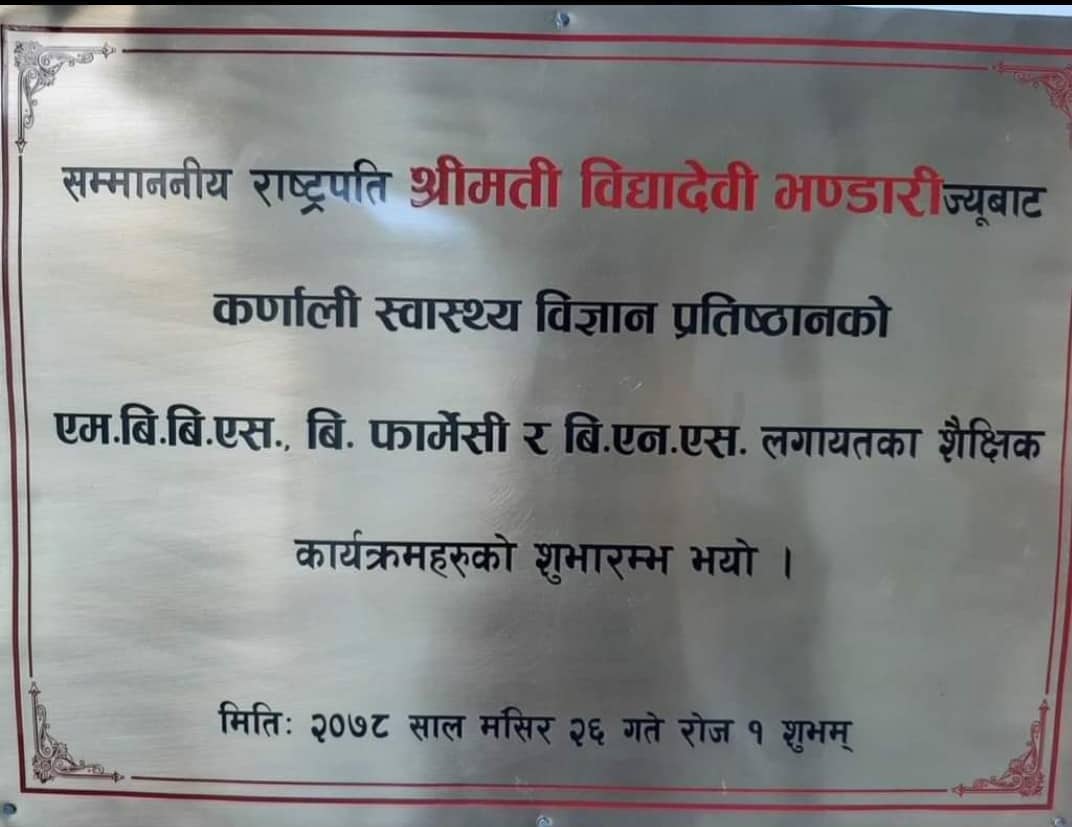 सम्माननीय राष्ट्रपति श्रीमती विद्यादेवी भण्डारीज्यूबाट
कर्णाली स्वास्थ्य विज्ञान प्रतिष्ठानको
एम.बि.बि.एस., बि. फार्मेसी र बि.एन.एस. लगायतका शैक्षिक
कार्यक्रमहरुको शुभारम्भ भयो ।
मितिः २०७८ साल मंसिर २६ गते रोज १ शुभम्